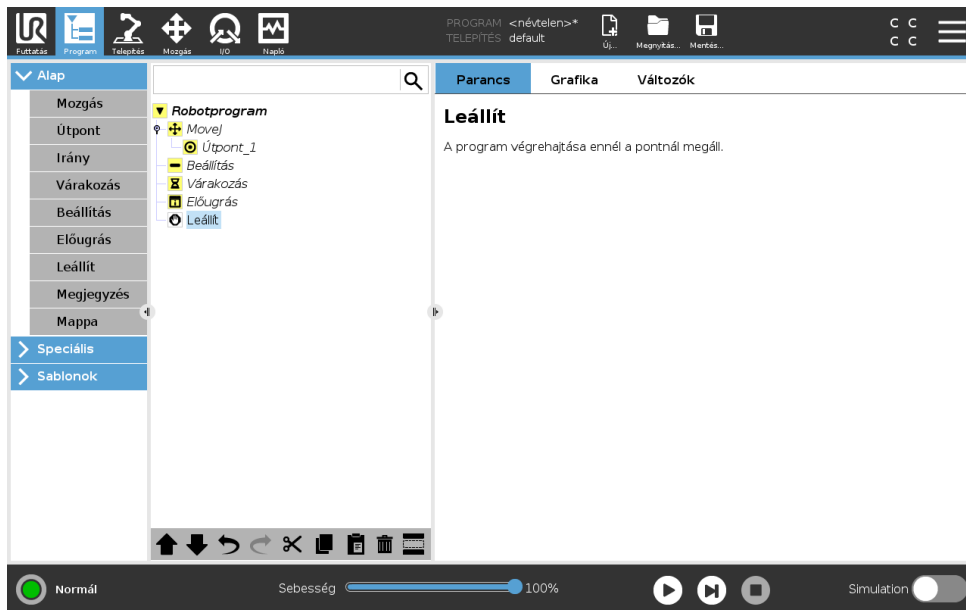 PROGRAM <névtelen>*
TELEPÍTÉS default
Futtatás Program Telepítés Mozgás I/O Napló Új... Megnyitás... Mentés...
C C
C C
Alap
Mozgás
Útpont
Irány
Várakozás
Beállítás
Előugrás
Leállít
Megjegyzés
Mappa
Speciális
Sablonok
Robotprogram
MoveJ
Útpont_1
Beállítás
Várakozás
Előugrás
Leállít
Parancs Grafika Változók
Leállít
A program végrehajtása ennél a pontnál megáll.
Normál Sebesség 100% Simulation